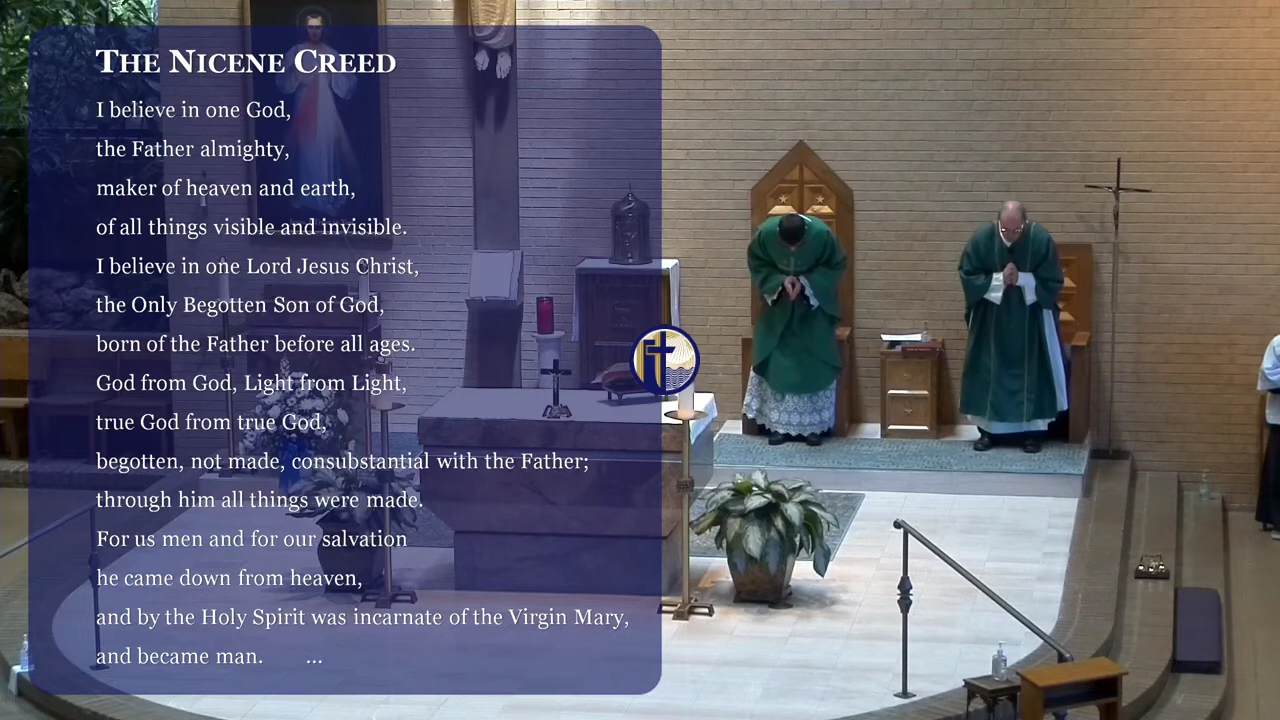 THE NICENE CREED
I believe in one God,
the Father almighty,
maker of heaven and earth,
of all things visible and invisible.
I believe in one Lord Jesus Christ,
the Only Begotten Son of God,
born of the Father before all ages.
God from God, Light from Light,
true God from true God,
begotten, not made, consubstantial with the Father;
through him all things were made.
For us men and for our salvation
he came down from heaven,
and by the Holy Spirit was incarnate of the Virgin Mary,
and became man. ...